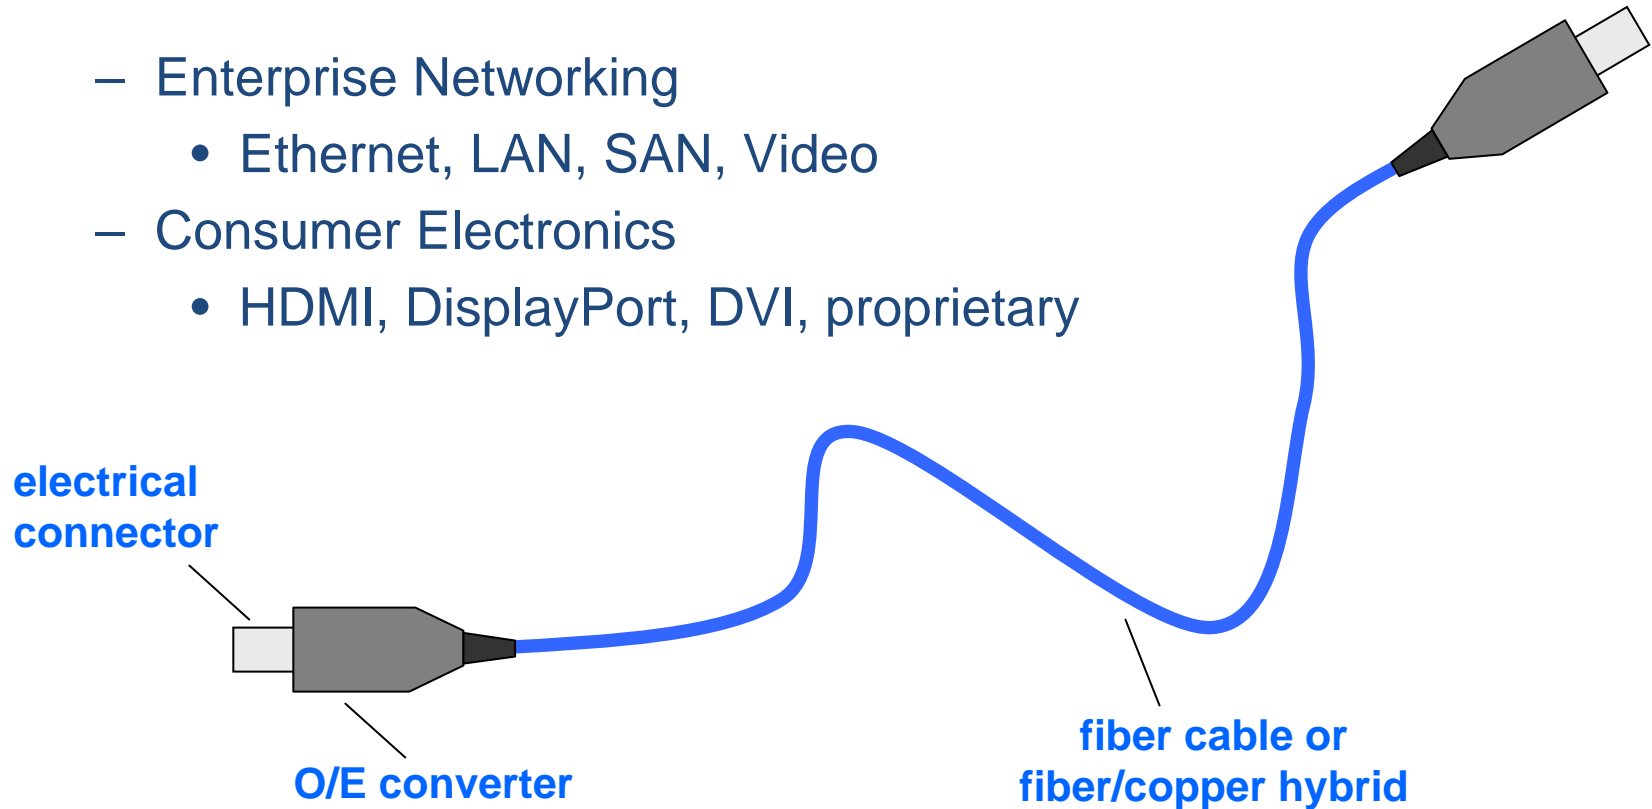 – Enterprise Networking
• Ethernet, LAN, SAN, Video
– Consumer Electronics
• HDMI, DisplayPort, DVI, proprietary
electrical
connector
O/E converter
fiber cable or
fiber/copper hybrid